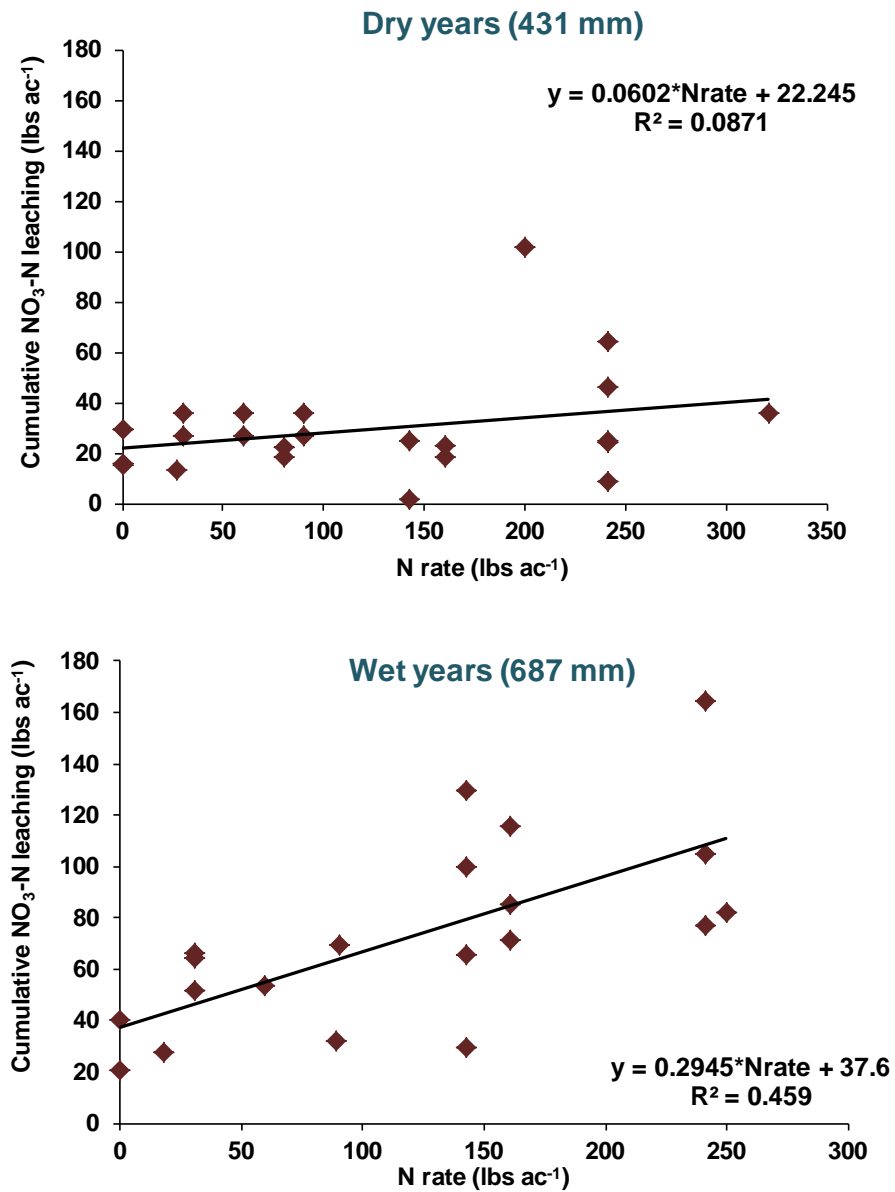 Dry years (431 mm)
y = 0.0602*Nrate + 22.245
R² = 0.0871
Cumulative NO₃-N leaching (lbs ac⁻¹)
180
160
140
120
100
80
60
40
20
0
0 50 100 150 200 250 300 350
N rate (lbs ac⁻¹)
Wet years (687 mm)
Cumulative NO₃-N leaching (lbs ac⁻¹)
180
160
140
120
100
80
60
40
20
0
y = 0.2945*Nrate + 37.6
R² = 0.459
0 50 100 150 200 250 300
N rate (lbs ac⁻¹)